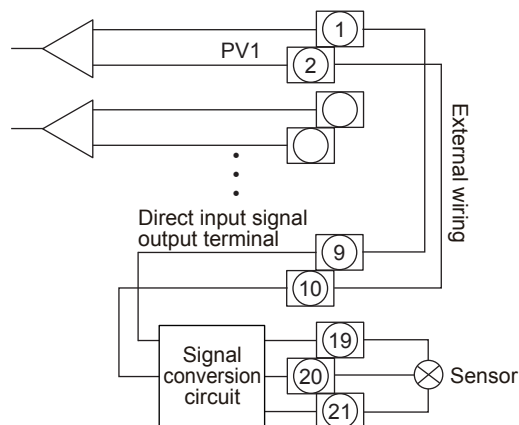 1
PV1
2
External wiring
Direct input signal
output terminal
9
10
19
Signal
conversion
circuit
20
Sensor
21